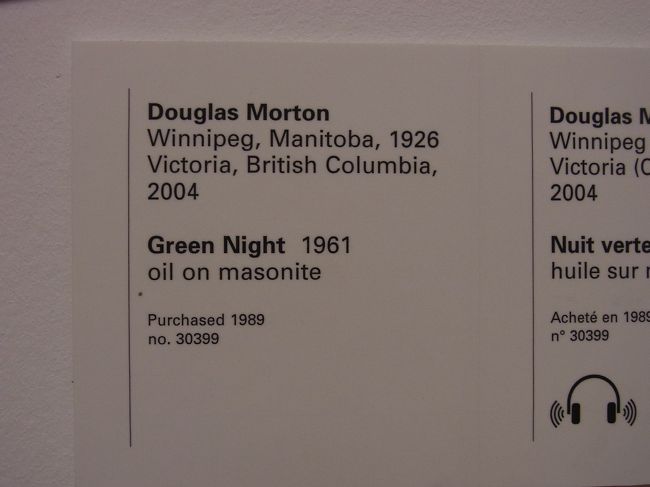 Douglas Morton
Winnipeg, Manitoba, 1926
Victoria, British Columbia,
2004
Green Night 1961
oil on masonite
Purchased 1989
no. 30399
Douglas
Winnipeg
Victoria
2004
Nuit verte
huile sur
Acheté en 1989
n° 30399